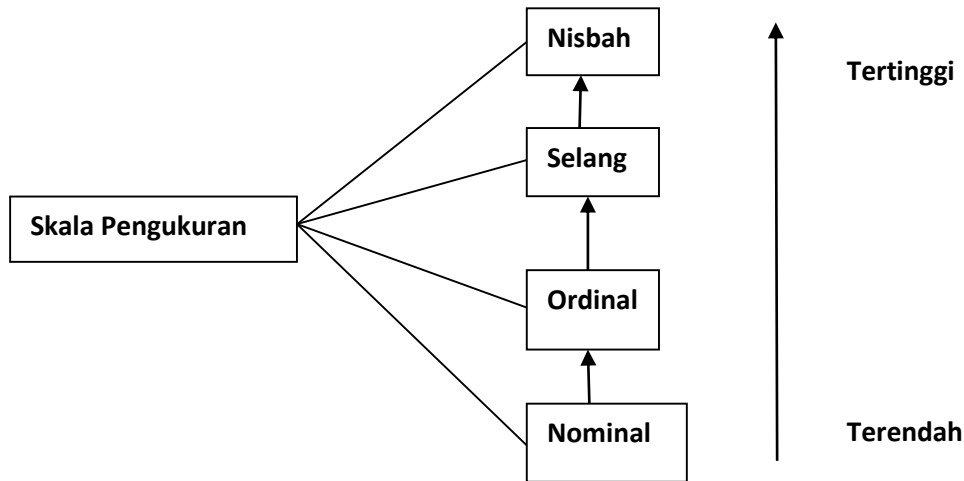 Nisbah
Tertinggi
Selang
Skala Pengukuran
Ordinal
Nominal
Terendah